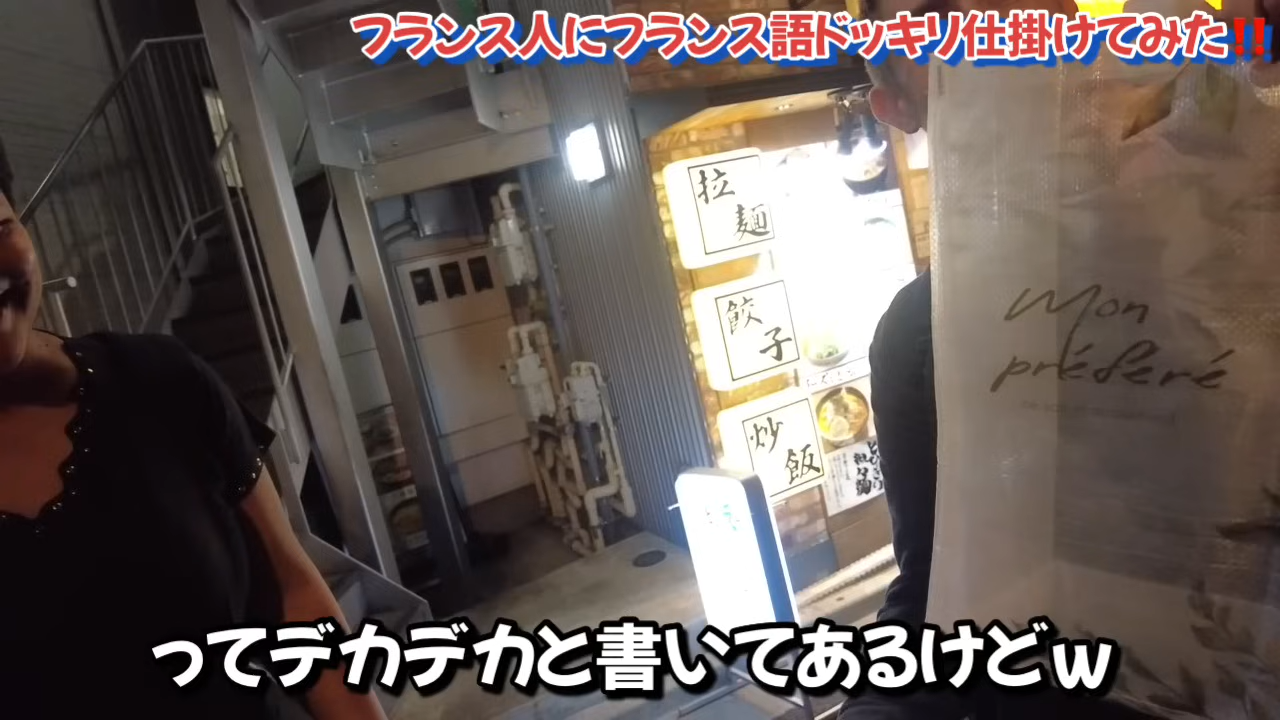 フランス人にフランス語ドッキリ仕掛けてみた‼
拉麺
餃子
炒飯
Mon
préféré
ってデカデカと書いてあるけどw